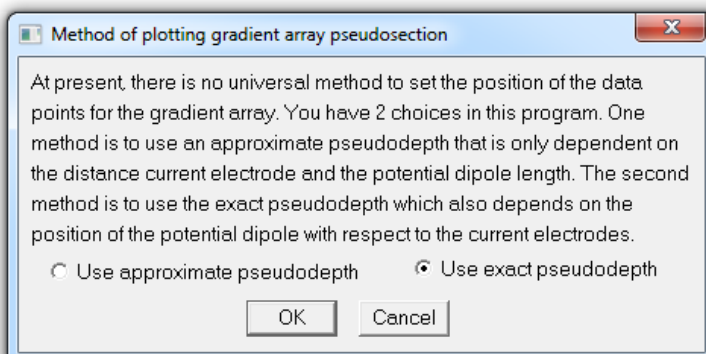 Method of plotting gradient array pseudosection
At present, there is no universal method to set the position of the data
points for the gradient array. You have 2 choices in this program. One
method is to use an approximate pseudodepth that is only dependent on
the distance current electrode and the potential dipole length. The second
method is to use the exact pseudodepth which also depends on the
position of the potential dipole with respect to the current electrodes.
Use approximate pseudodepth Use exact pseudodepth
OK Cancel